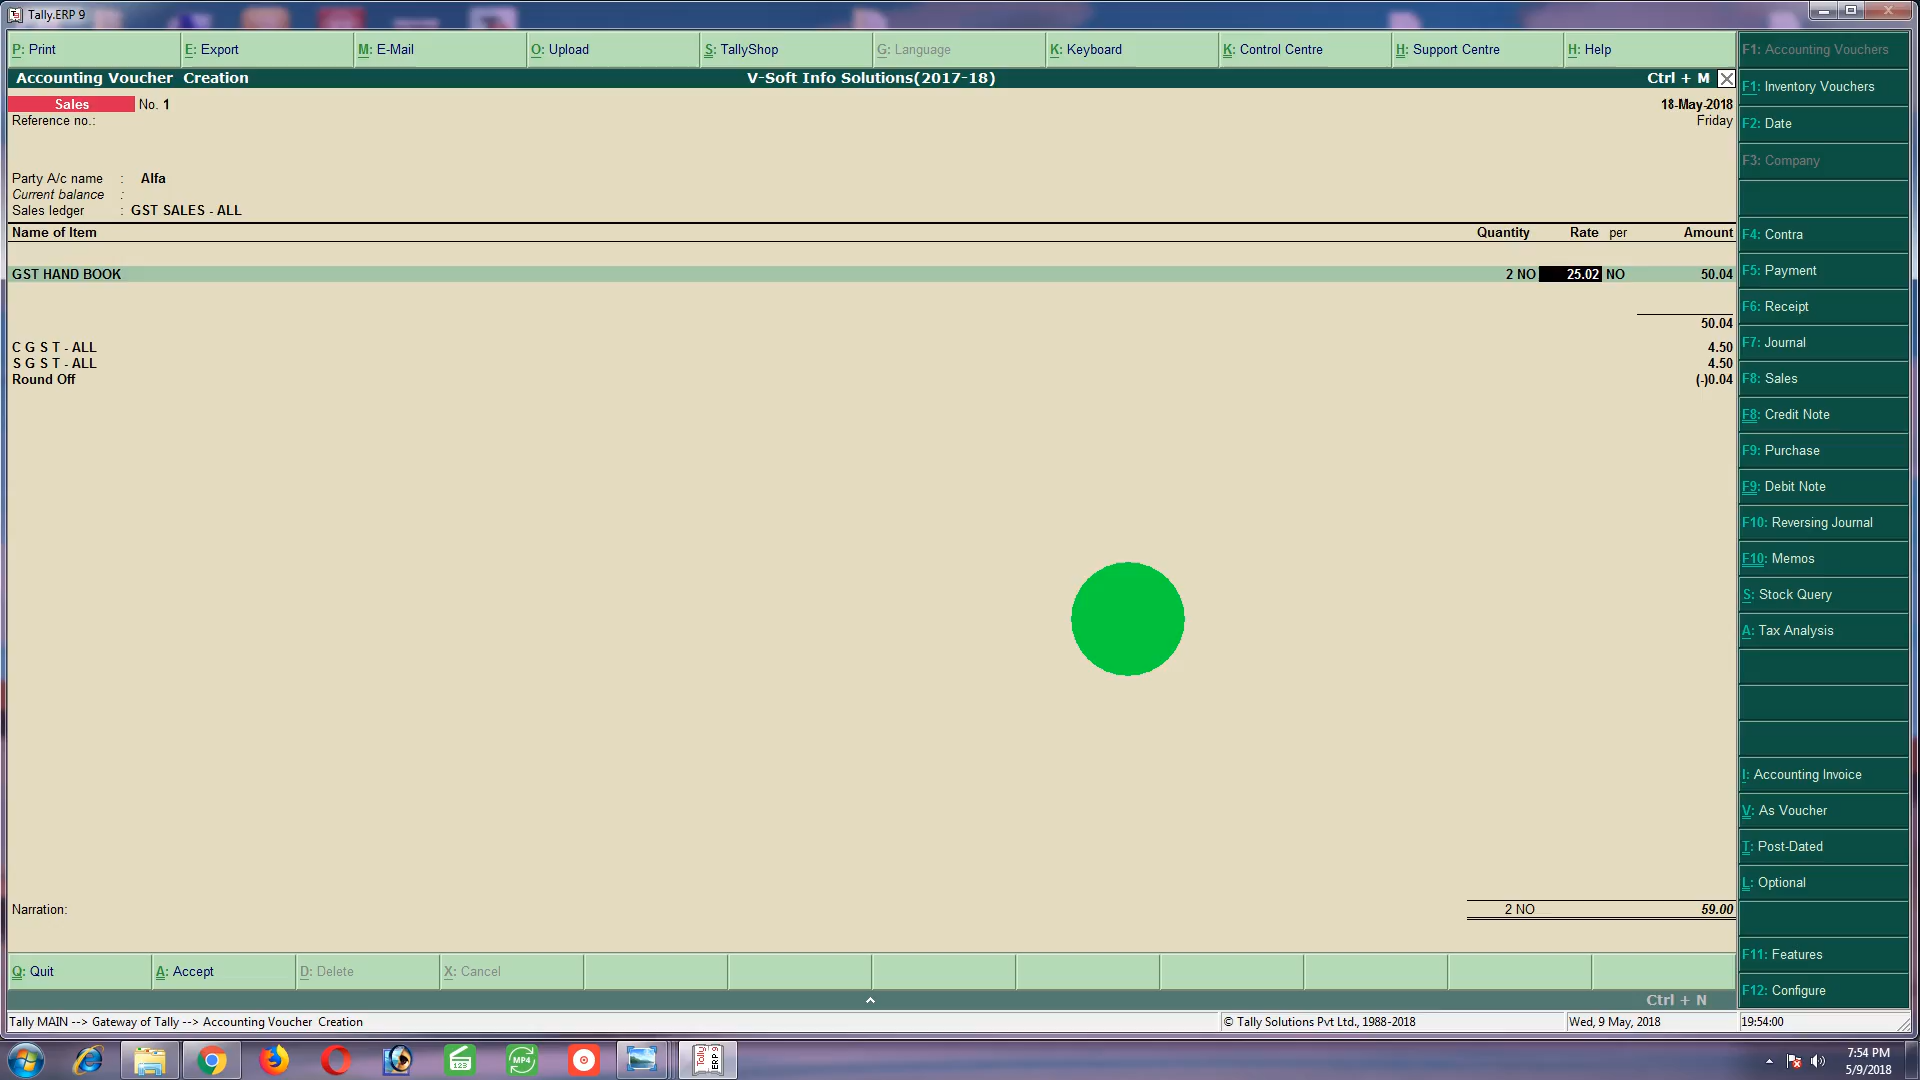 Tally.ERP 9
P: Print
E: Export
M: E-Mail
O: Upload
S: TallyShop
G: Language
K: Keyboard
K: Control Centre
H: Support Centre
H: Help
Accounting Voucher Creation
V-Soft Info Solutions(2017-18)
Ctrl + M
Sales No. 1
18-May-2018
Reference no.:
Friday
Party A/c name : Alfa
Current balance :
Sales ledger : GST SALES - ALL
Name of Item Quantity Rate per Amount
GST HAND BOOK 2 NO 25.02 NO 50.04
50.04
C G S T - ALL 4.50
S G S T - ALL 4.50
Round Off (-)0.04
Narration: 2 NO 59.00
Q: Quit
A: Accept
D: Delete
X: Cancel
Ctrl + N
F1: Accounting Vouchers
F1: Inventory Vouchers
F2: Date
F3: Company
F4: Contra
F5: Payment
F6: Receipt
F7: Journal
F8: Sales
F8: Credit Note
F9: Purchase
F9: Debit Note
F10: Reversing Journal
F10: Memos
S: Stock Query
A: Tax Analysis
I: Accounting Invoice
V: As Voucher
T: Post-Dated
L: Optional
F11: Features
F12: Configure
Tally MAIN --> Gateway of Tally --> Accounting Voucher Creation
© Tally Solutions Pvt Ltd., 1988-2018
Wed, 9 May, 2018
19:54:00
123
MP4
Tally ERP 9
7:54 PM
5/9/2018